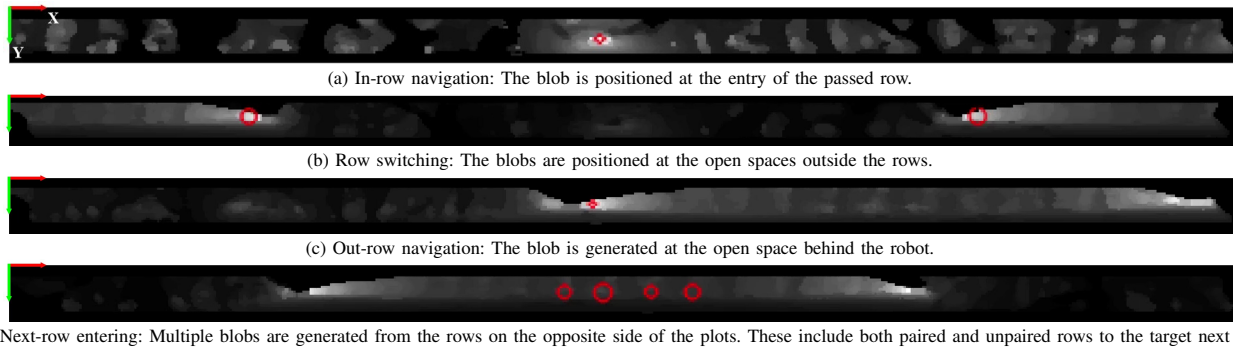 X
Y
(a) In-row navigation: The blob is positioned at the entry of the passed row.
(b) Row switching: The blobs are positioned at the open spaces outside the rows.
(c) Out-row navigation: The blob is generated at the open space behind the robot.
Next-row entering: Multiple blobs are generated from the rows on the opposite side of the plots. These include both paired and unpaired rows to the target next